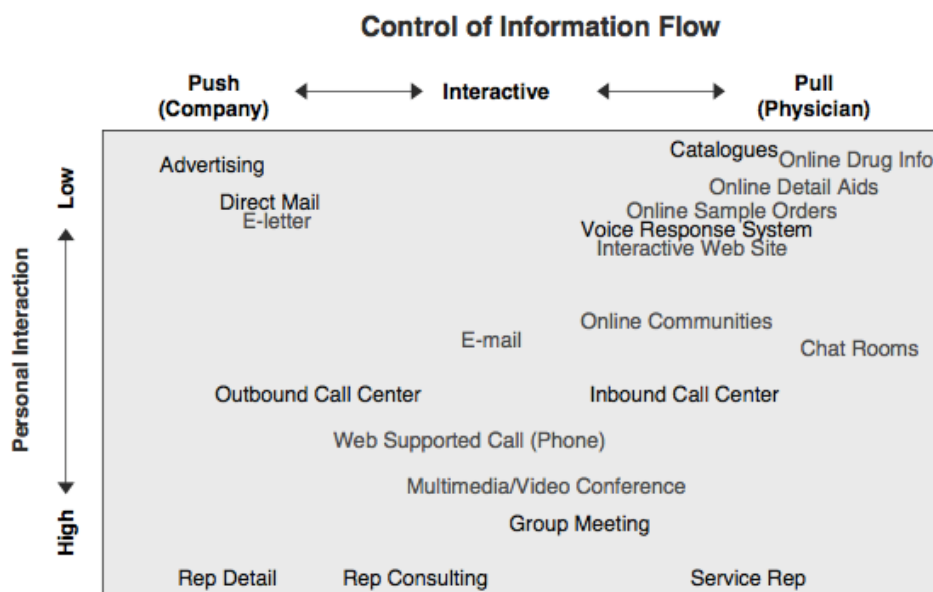 Control of Information Flow
Push
(Company)
Interactive
Pull
(Physician)
Personal Interaction
Low
High
Advertising
Catalogues
Online Drug Info
Online Detail Aids
Direct Mail
E-letter
Online Sample Orders
Voice Response System
Interactive Web Site
Online Communities
E-mail
Chat Rooms
Outbound Call Center
Inbound Call Center
Web Supported Call (Phone)
Multimedia/Video Conference
Group Meeting
Rep Detail
Rep Consulting
Service Rep